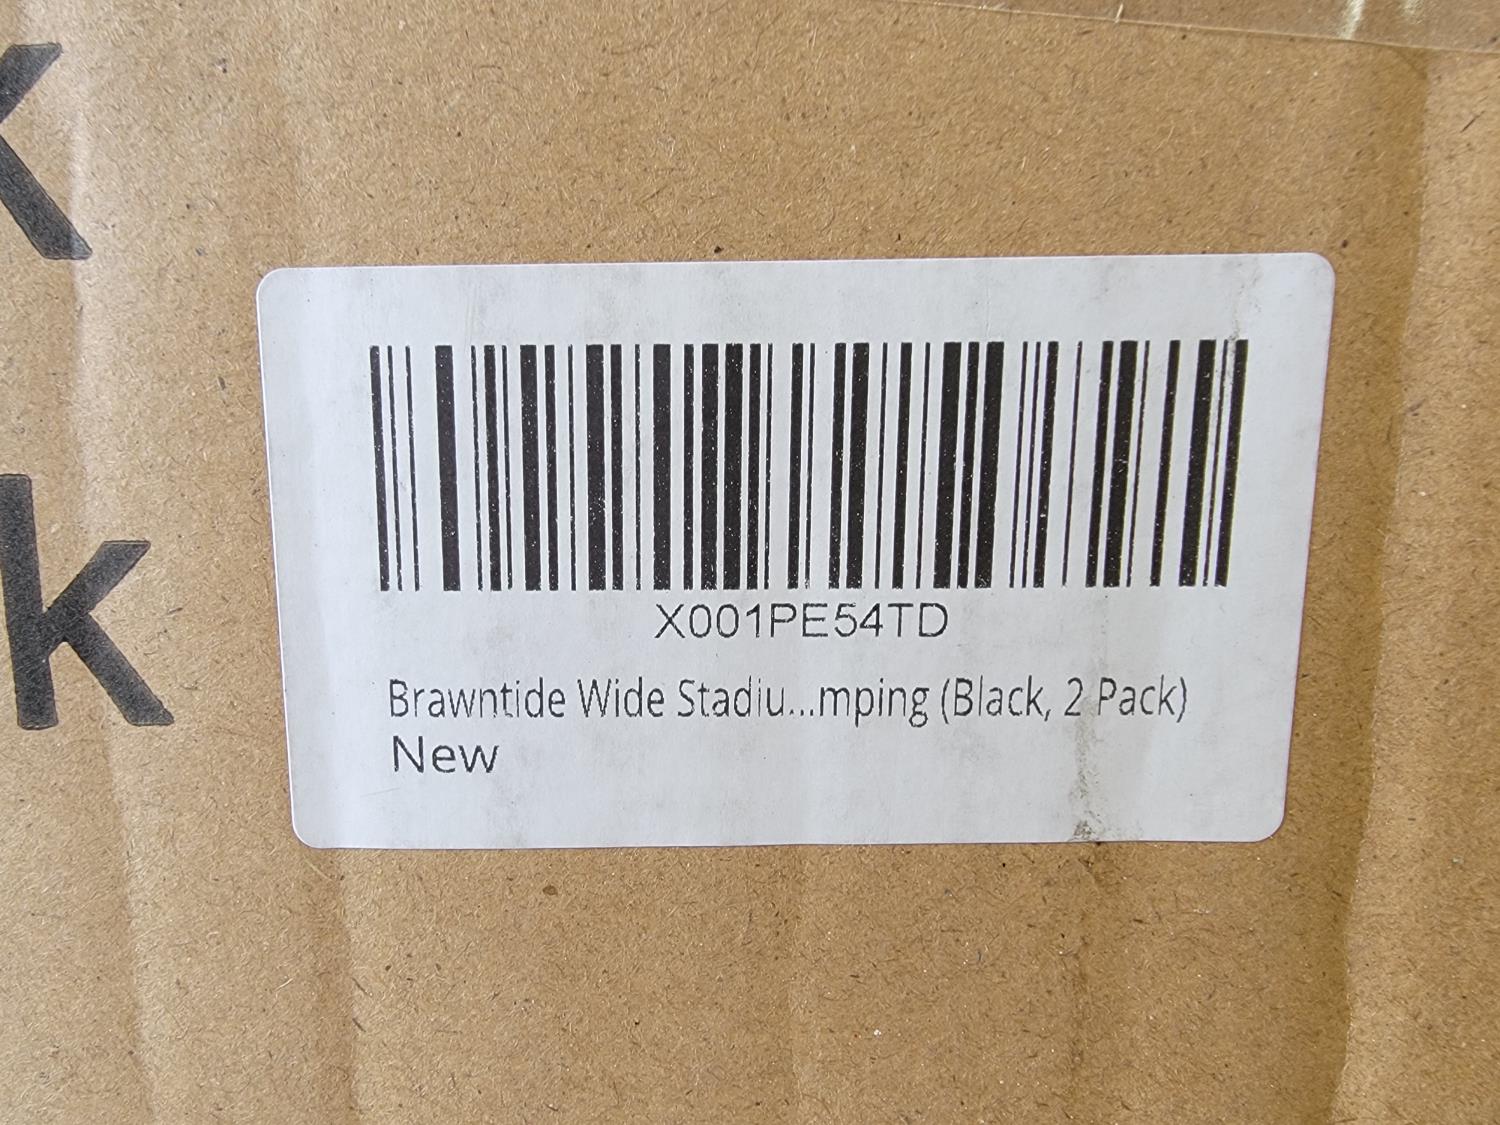 k
k
X001PE54TD
Brawntide Wide Stadiu...mping (Black, 2 Pack)
New